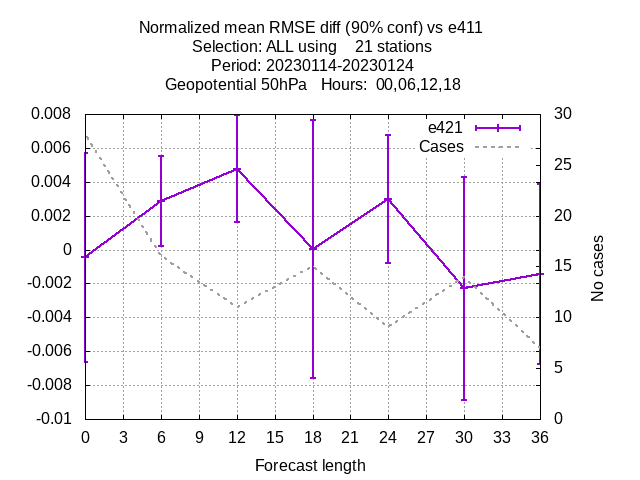 Normalized mean RMSE diff (90% conf) vs e411
Selection: ALL using    21 stations
Period: 20230114-20230124
Geopotential 50hPa   Hours:  00,06,12,18
0.008
0.006
0.004
0.002
0
-0.002
-0.004
-0.006
-0.008
-0.01
e421
Cases
30
25
20
15
10
5
0
No cases
0 3 6 9 12 15 18 21 24 27 30 33 36
Forecast length